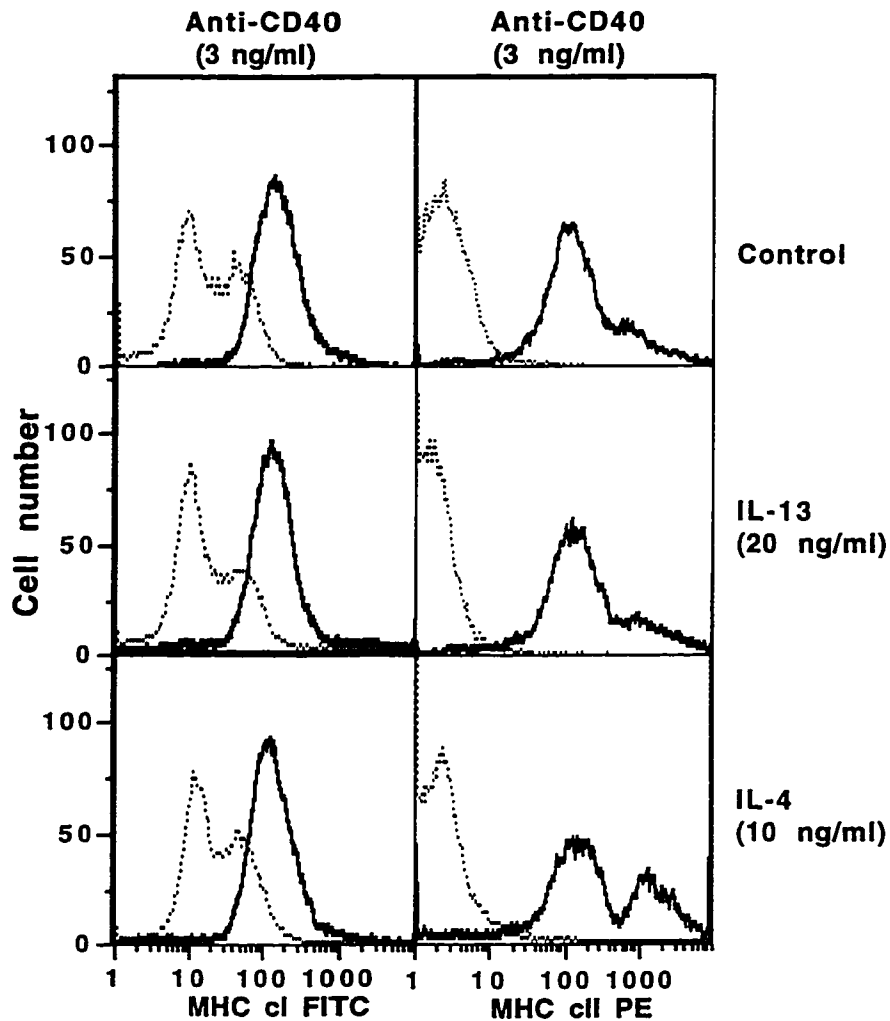 Anti-CD40 Anti-CD40
(3 ng/ml) (3 ng/ml)
100
50
0
Control
100
50
0
IL-13
(20 ng/ml)
100
50
0
IL-4
(10 ng/ml)
Cell number
1 10 100 1000 1 10 100 1000
MHC cI FITC MHC cII PE